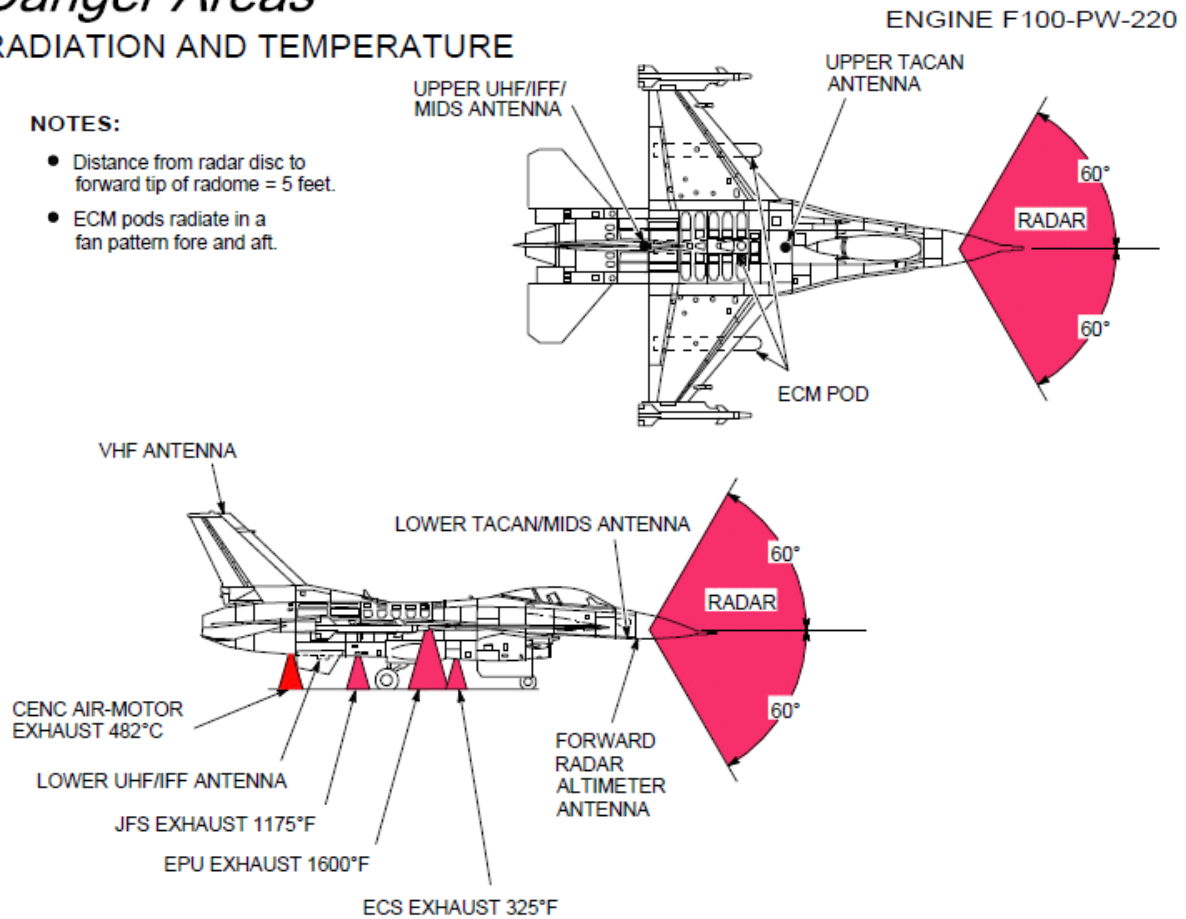 Danger Areas
RADIATION AND TEMPERATURE
ENGINE F100-PW-220
NOTES:
● Distance from radar disc to
forward tip of radome = 5 feet.
● ECM pods radiate in a
fan pattern fore and aft.
UPPER UHF/IFF/
MIDS ANTENNA
UPPER TACAN
ANTENNA
60°
RADAR
60°
ECM POD
VHF ANTENNA
LOWER TACAN/MIDS ANTENNA
60°
RADAR
60°
CENC AIR-MOTOR
EXHAUST 482°C
LOWER UHF/IFF ANTENNA
JFS EXHAUST 1175°F
EPU EXHAUST 1600°F
ECS EXHAUST 325°F
FORWARD
RADAR
ALTIMETER
ANTENNA